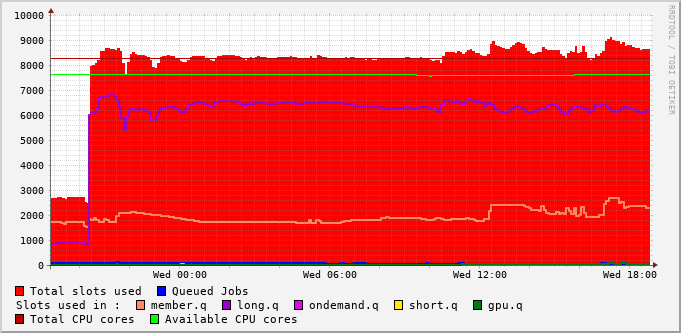 10000
9000
8000
7000
6000
5000
4000
3000
2000
1000
0
Wed 00:00 Wed 06:00 Wed 12:00 Wed 18:00
RRDTOOL / TOBI OETIKER
Total slots used Queued Jobs
Slots used in : member.q long.q ondemand.q short.q gpu.q
Total CPU cores Available CPU cores